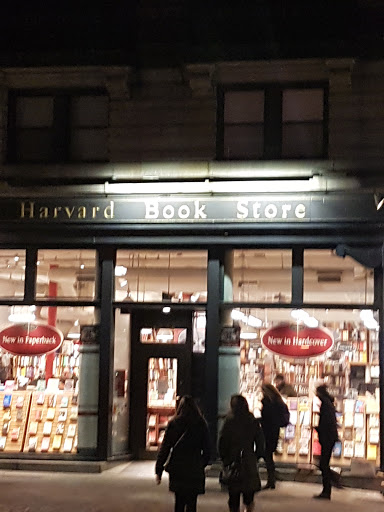 Harvard Book Store
New in Paperback
New in Hardcover